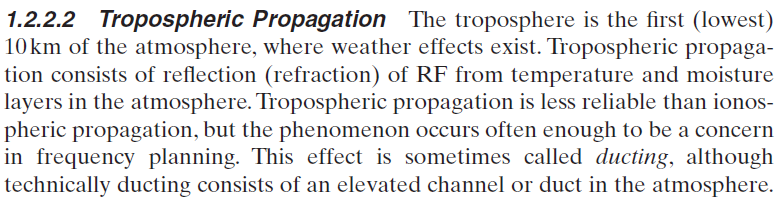 1.2.2.2 Tropospheric Propagation The troposphere is the first (lowest)
10 km of the atmosphere, where weather effects exist. Tropospheric propaga-
tion consists of reflection (refraction) of RF from temperature and moisture
layers in the atmosphere. Tropospheric propagation is less reliable than ionos-
pheric propagation, but the phenomenon occurs often enough to be a concern
in frequency planning. This effect is sometimes called ducting, although
technically ducting consists of an elevated channel or duct in the atmosphere.